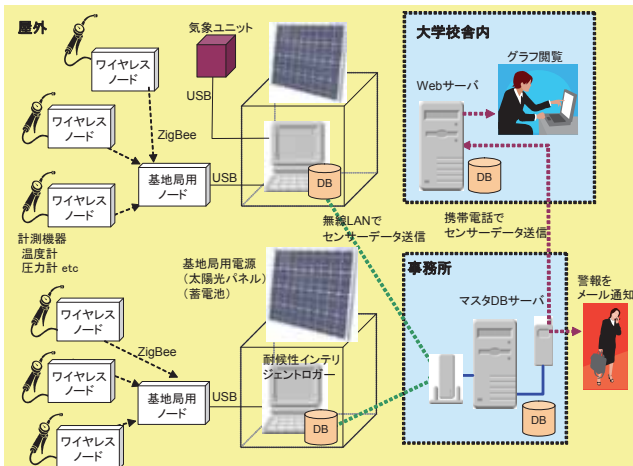 屋外
気象ユニット
ワイヤレス
ノード
USB
ワイヤレス
ノード
ZigBee
基地局用
ノード
USB
DB
ワイヤレス
ノード
計測機器
温度計
圧力計 etc
無線LANで
センサーデータ送信
大学校舎内
グラフ閲覧
Webサーバ
DB
携帯電話で
センサーデータ送信
基地局用電源
(太陽光パネル)
(蓄電池)
事務所
マスタDBサーバ
警報を
メール通知
DB
ワイヤレス
ノード
ZigBee
ワイヤレス
ノード
基地局用
ノード
USB
耐候性インテリ
ジェントロガー
DB
ワイヤレス
ノード